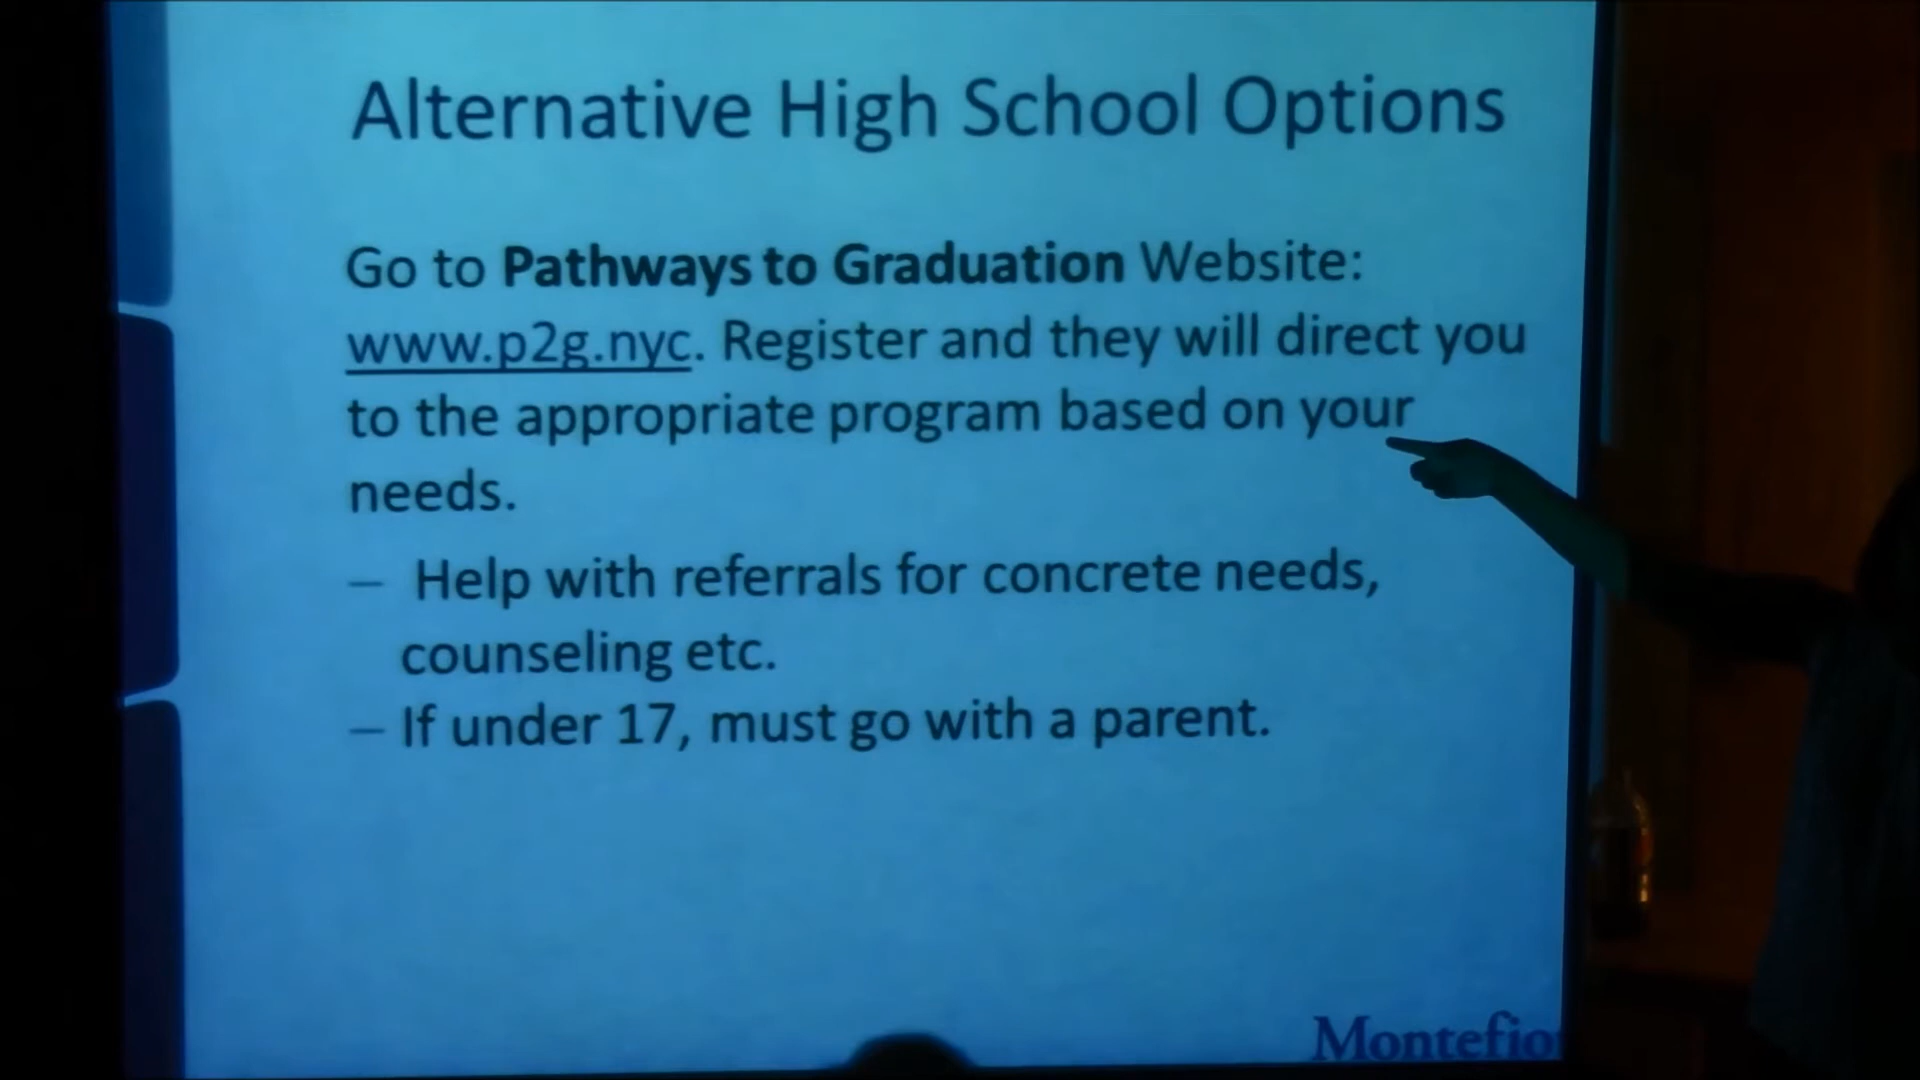 Alternative High School Options
Go to Pathways to Graduation Website:
www.p2g.nyc. Register and they will direct you
to the appropriate program based on your
needs.
– Help with referrals for concrete needs,
counseling etc.
– If under 17, must go with a parent.
Montefio